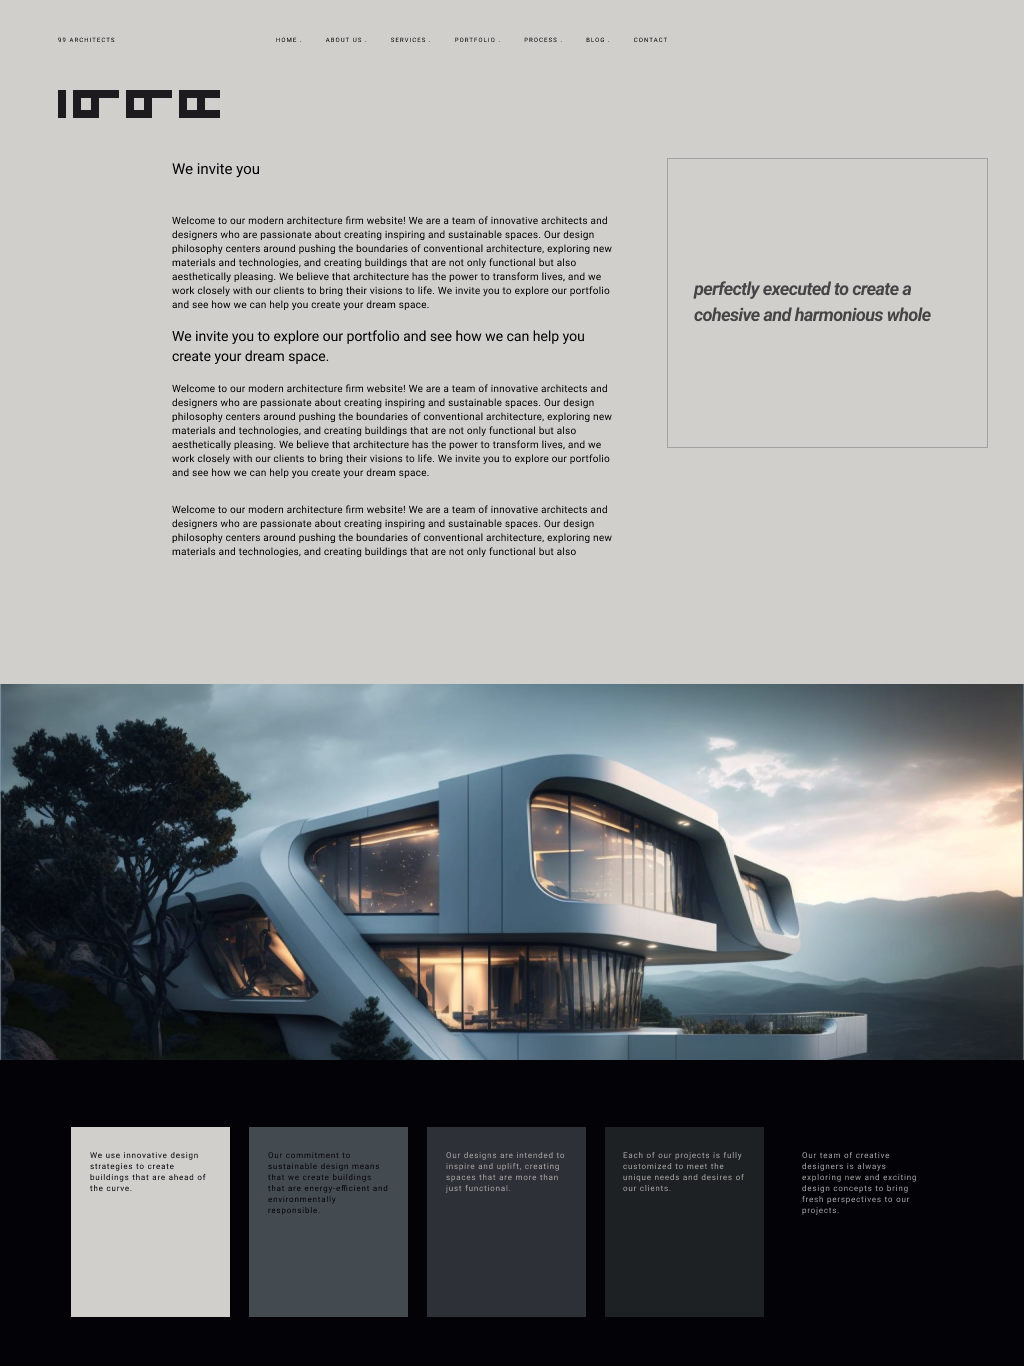 99 ARCHITECTS
HOME . ABOUT US . SERVICES . PORTFOLIO . PROCESS . BLOG . CONTACT
We invite you
Welcome to our modern architecture firm website! We are a team of innovative architects and
designers who are passionate about creating inspiring and sustainable spaces. Our design
philosophy centers around pushing the boundaries of conventional architecture, exploring new
materials and technologies, and creating buildings that are not only functional but also
aesthetically pleasing. We believe that architecture has the power to transform lives, and we
work closely with our clients to bring their visions to life. We invite you to explore our portfolio
and see how we can help you create your dream space.
We invite you to explore our portfolio and see how we can help you
create your dream space.
Welcome to our modern architecture firm website! We are a team of innovative architects and
designers who are passionate about creating inspiring and sustainable spaces. Our design
philosophy centers around pushing the boundaries of conventional architecture, exploring new
materials and technologies, and creating buildings that are not only functional but also
aesthetically pleasing. We believe that architecture has the power to transform lives, and we
work closely with our clients to bring their visions to life. We invite you to explore our portfolio
and see how we can help you create your dream space.
Welcome to our modern architecture firm website! We are a team of innovative architects and
designers who are passionate about creating inspiring and sustainable spaces. Our design
philosophy centers around pushing the boundaries of conventional architecture, exploring new
materials and technologies, and creating buildings that are not only functional but also
perfectly executed to create a
cohesive and harmonious whole
We use innovative design
strategies to create
buildings that are ahead of
the curve.
Our commitment to
sustainable design means
that we create buildings
that are energy-efficient and
environmentally
responsible.
Our designs are intended to
inspire and uplift, creating
spaces that are more than
just functional.
Each of our projects is fully
customized to meet the
unique needs and desires of
our clients.
Our team of creative
designers is always
exploring new and exciting
design concepts to bring
fresh perspectives to our
projects.